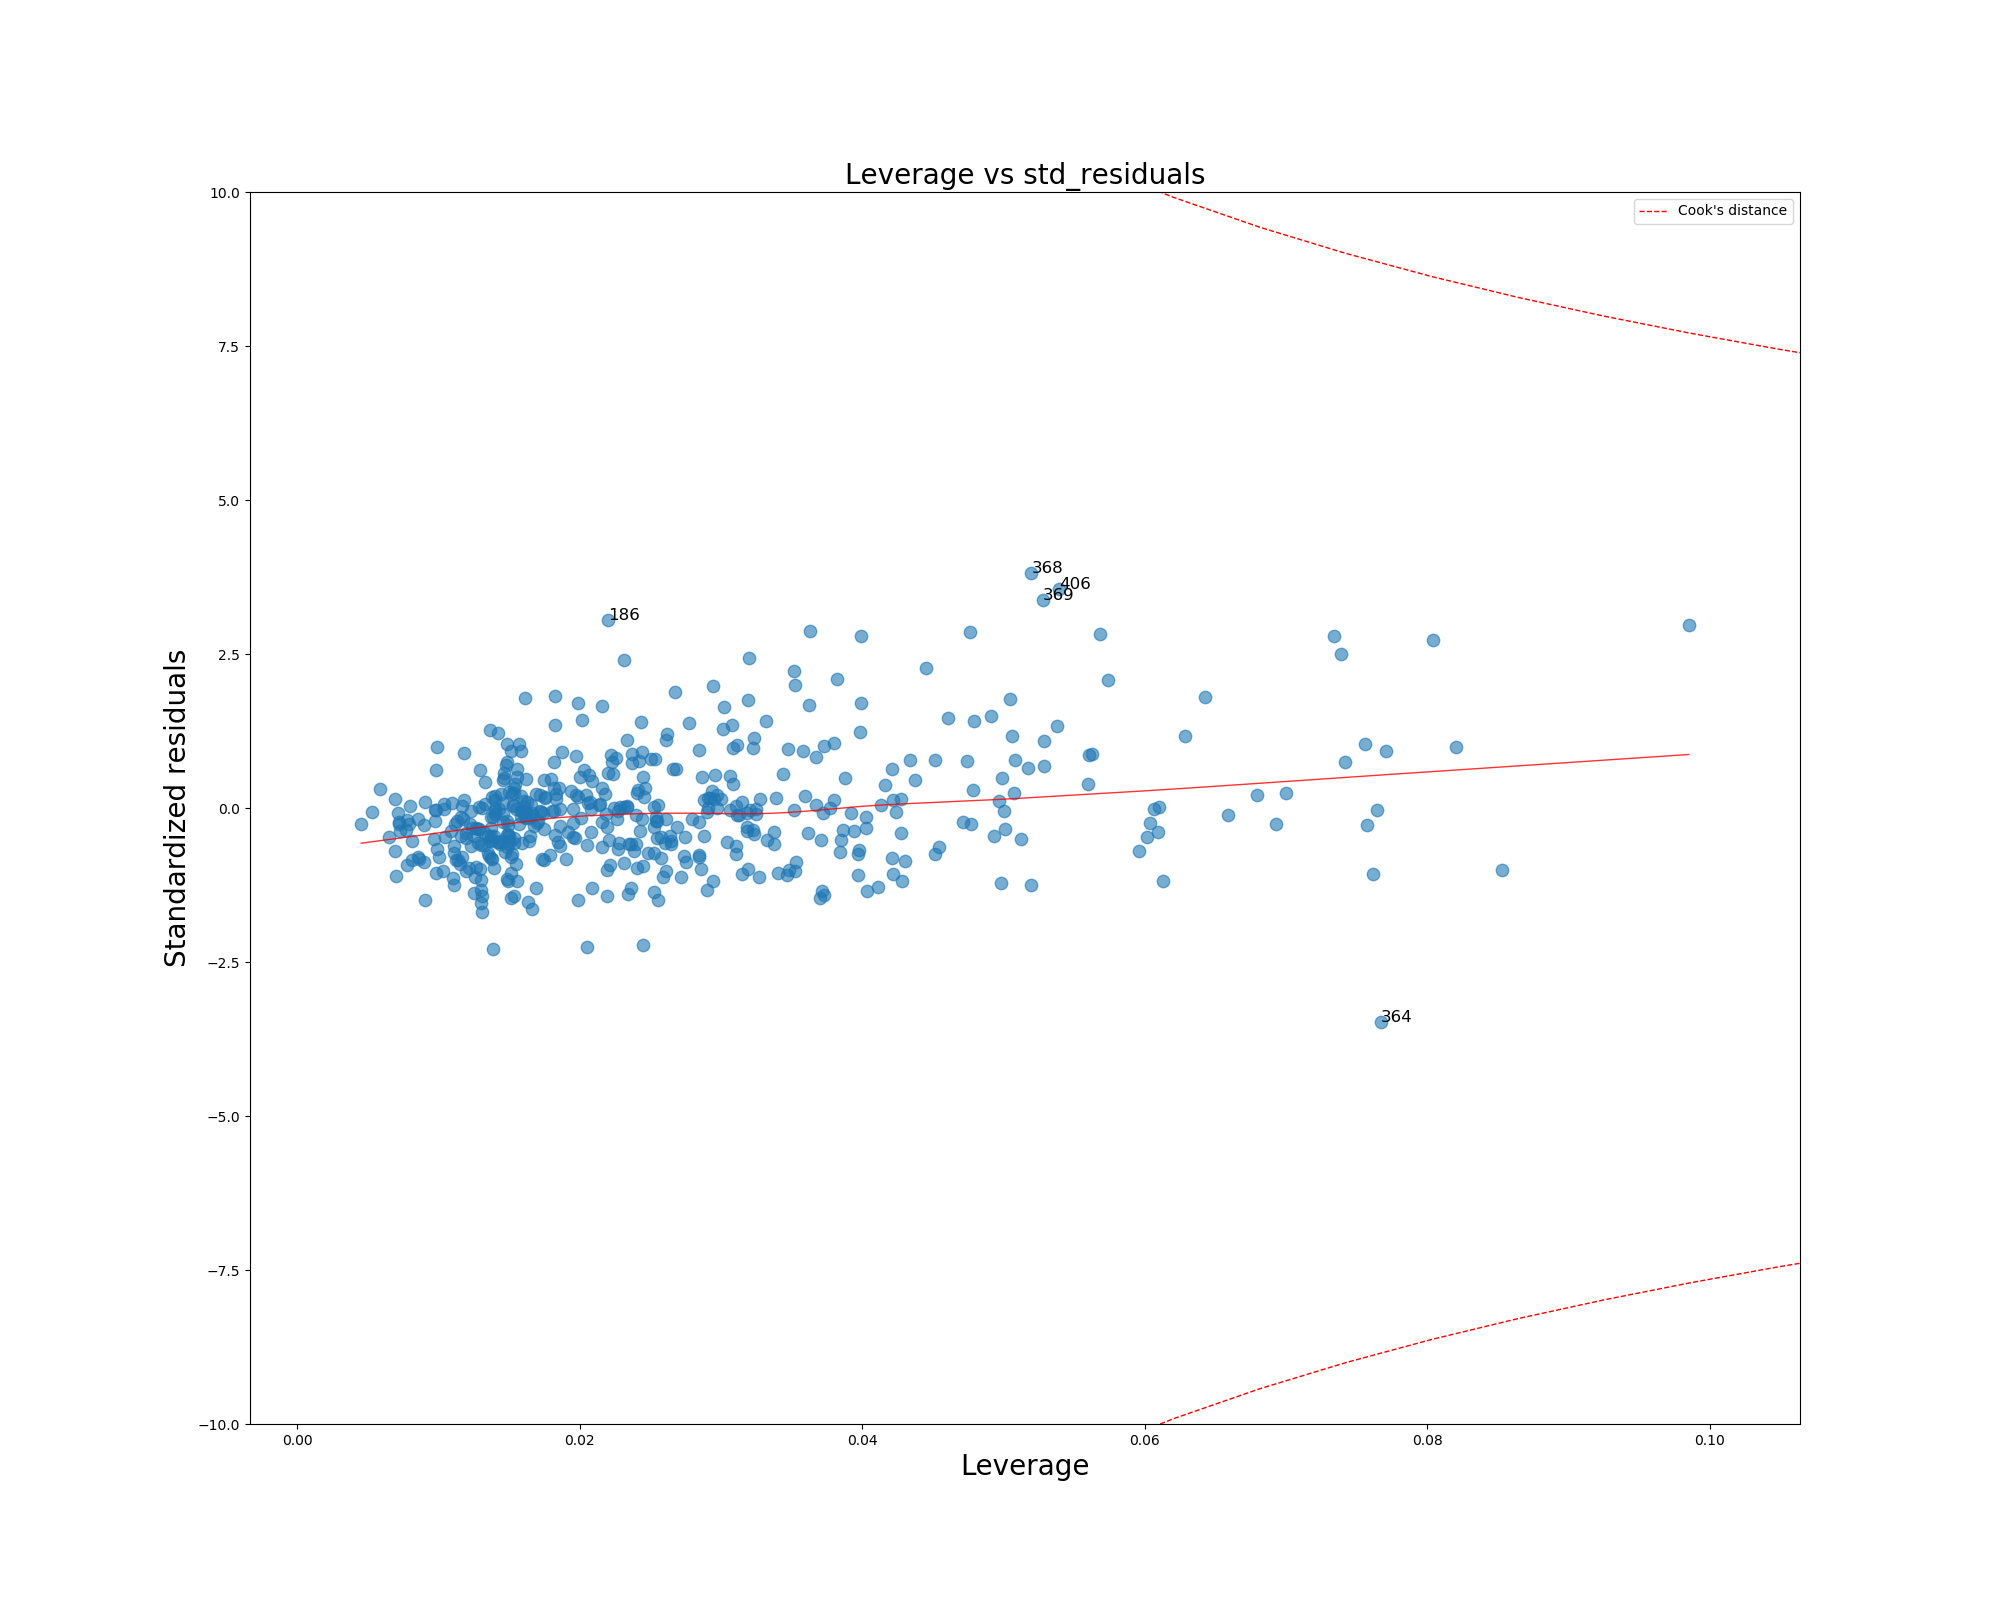 Leverage vs std_residuals
Cook's distance
10.0
7.5
5.0
2.5
0.0
−2.5
−5.0
−7.5
−10.0
Standardized residuals
368
406
369
186
364
0.00 0.02 0.04 0.06 0.08 0.10
Leverage